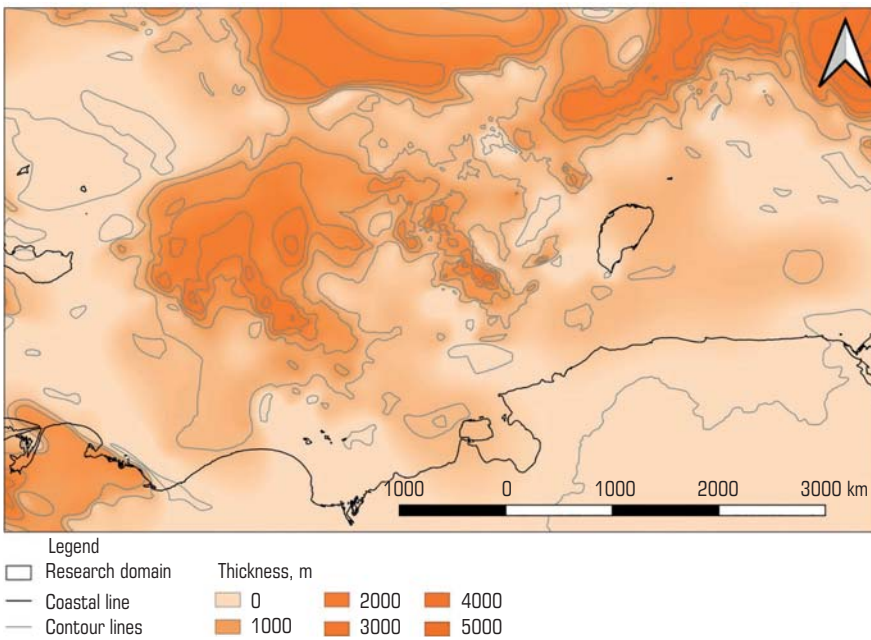 1000 0 1000 2000 3000 km
Legend
Research domain
Coastal line
Contour lines
Thickness, m
0
1000
2000
3000
4000
5000